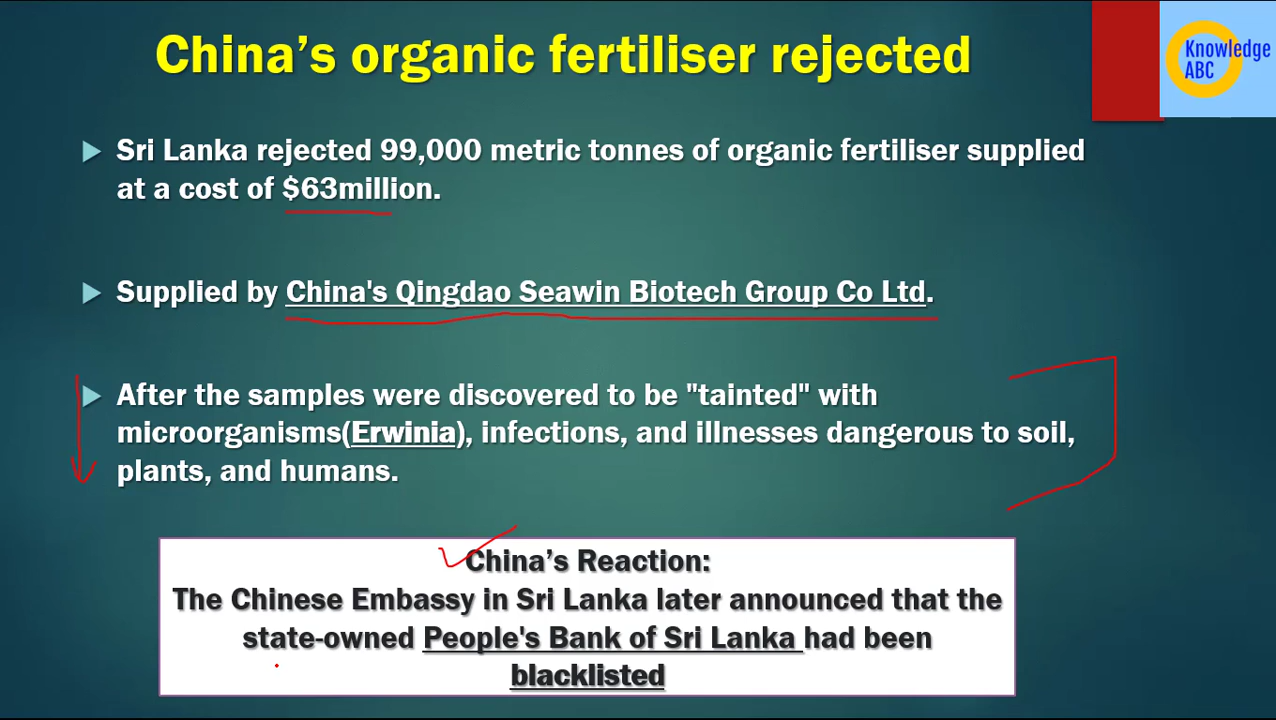 China's organic fertiliser rejected
Knowledge
ABC
Sri Lanka rejected 99,000 metric tonnes of organic fertiliser supplied
at a cost of $63million.
Supplied by China's Qingdao Seawin Biotech Group Co Ltd.
After the samples were discovered to be "tainted" with
microorganisms(Erwinia), infections, and illnesses dangerous to soil,
plants, and humans.
China's Reaction:
The Chinese Embassy in Sri Lanka later announced that the
state-owned People's Bank of Sri Lanka had been
blacklisted